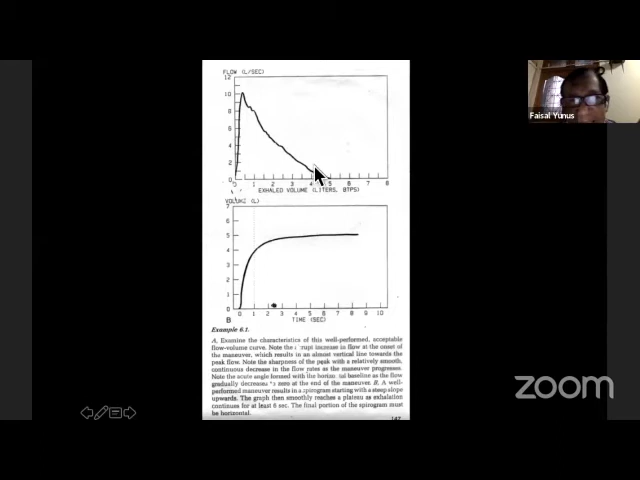 FLOW (L/SEC)
12
10
8
6
4
2
0
0 1 2 3 4 5 6 7 8
EXHALED VOLUME (LITERS, BTPS)
VOLUME (L)
7
6
5
4
3
2
1
0
0 1 2 3 4 5 6 7 8 9 10
B
TIME (SEC)
Example 6.1.
A, Examine the characteristics of this well-performed, acceptable
flow-volume curve. Note the increase in flow at the onset of
the maneuver, which results in an almost vertical line towards the
peak flow. Note the sharpness of the peak with a relatively smooth,
continuous decrease in the flow rates as the maneuver progresses.
Note the acute angle formed with the baseline as the flow
gradually decreases zero at the end of the maneuver. B, A well-
performed maneuver results in a spirogram starting with a steep slope
upwards. The graph then smoothly reaches a plateau as exhalation
continues for at least 6 sec. The final portion of the spirogram must
be horizontal.
Faisal Yunus
zoom